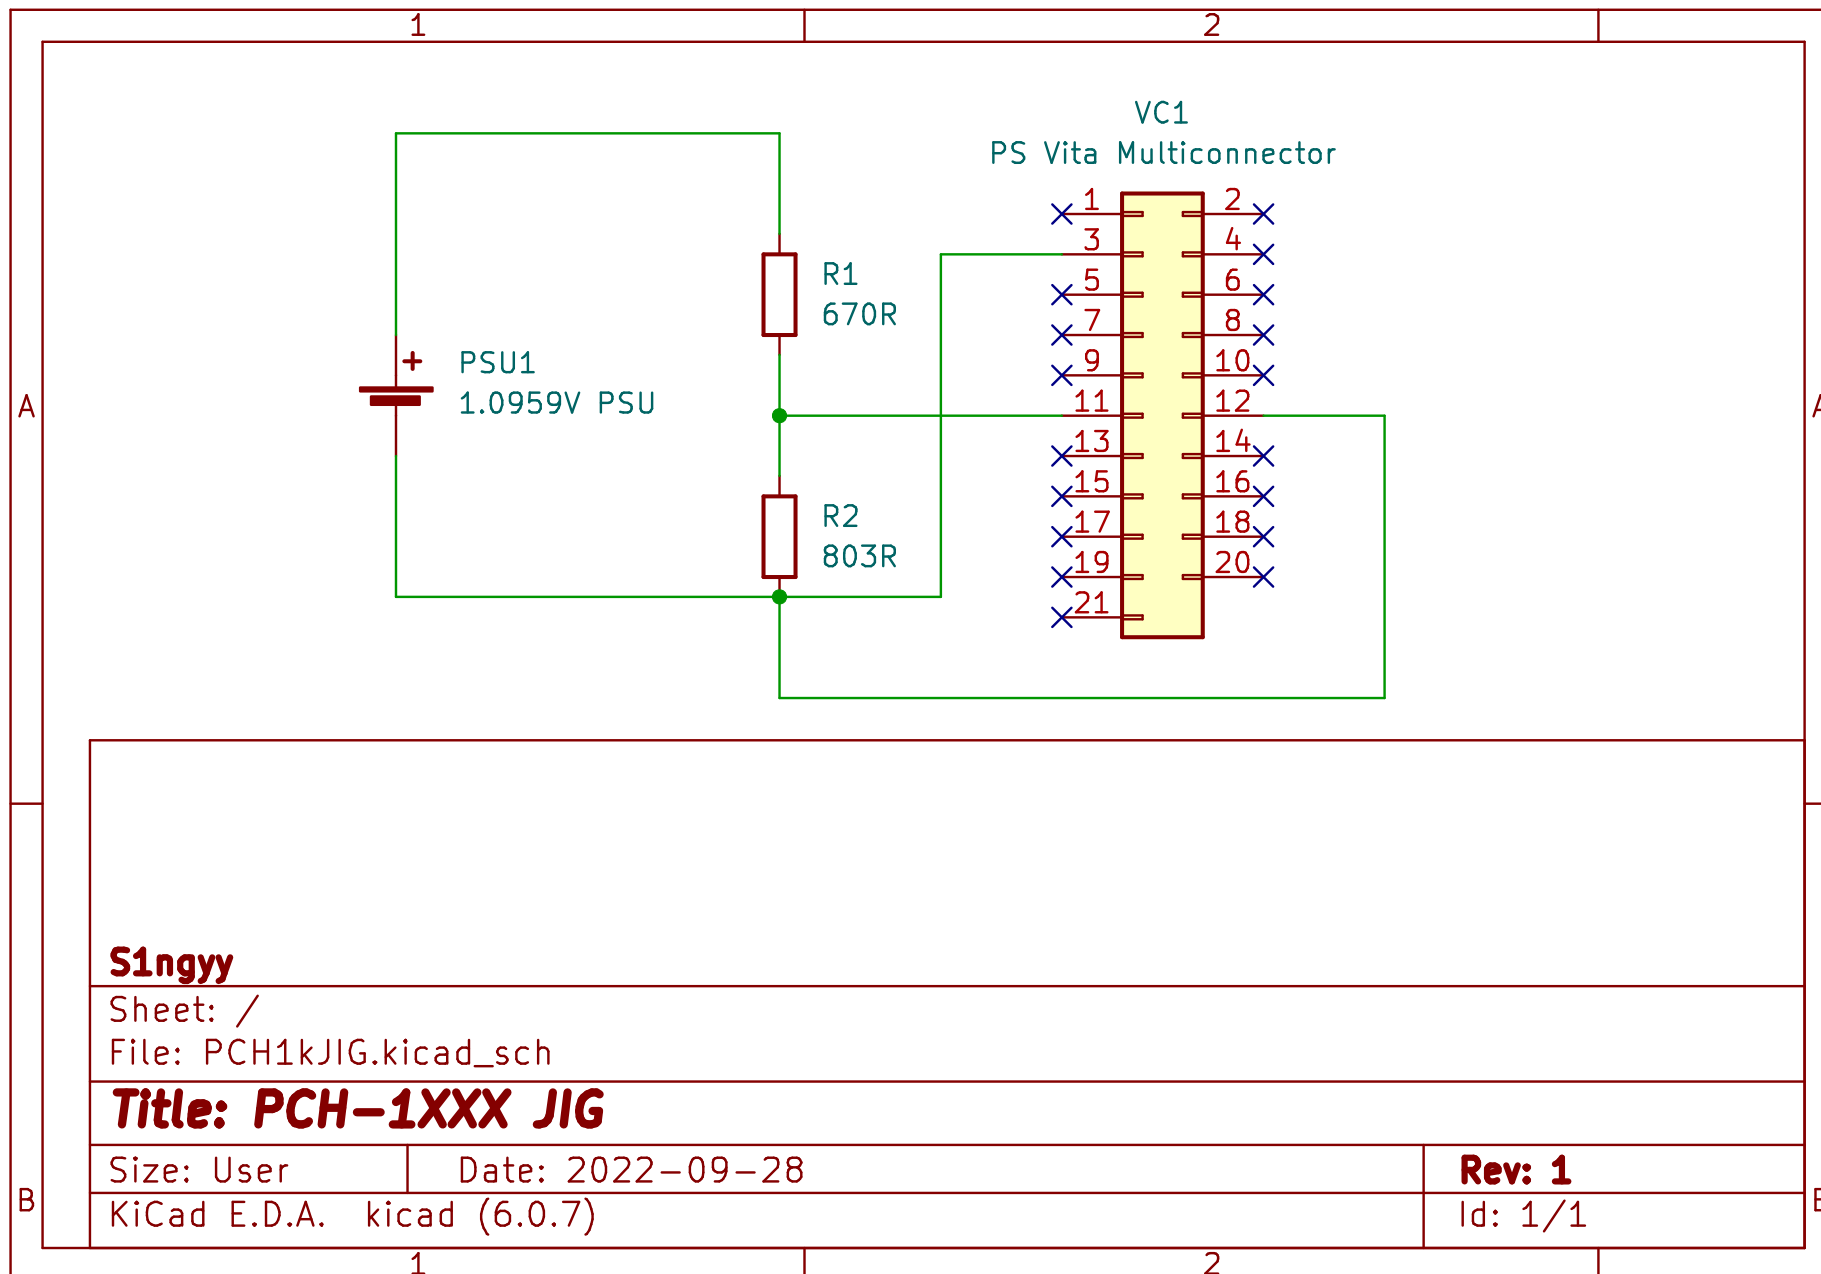 1 2
VC1
PS Vita Multiconnector
1 2
3 4
R1
5 6
670R
7 8
+ PSU1
9 10
1.0959V PSU
A 11 12 A
13 14
15 16
R2
17 18
803R
19 20
21
S1ngyy
Sheet: /
File: PCH1kJIG.kicad_sch
Title: PCH-1XXX JIG
Size: User Date: 2022-09-28 Rev: 1
B
KiCad E.D.A. kicad (6.0.7) Id: 1/1
1 2